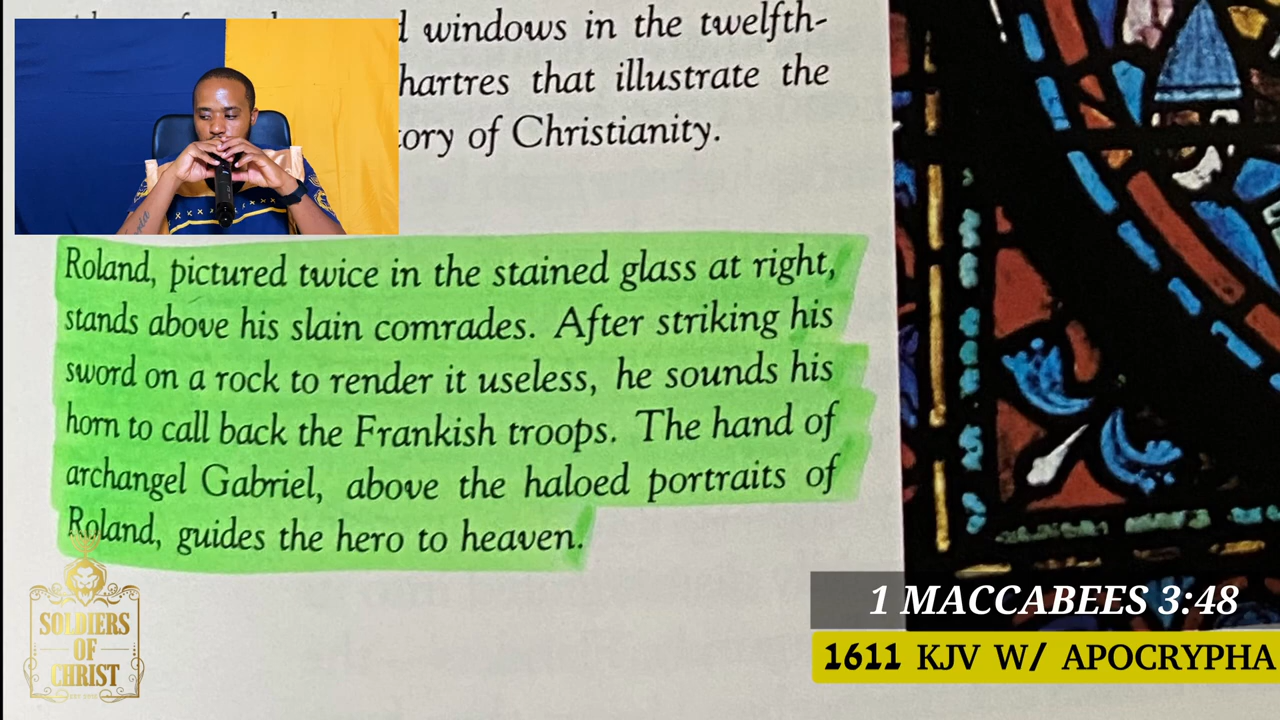 d windows in the twelfth-
hartres that illustrate the
tory of Christianity.
Roland, pictured twice in the stained glass at right,
stands above his slain comrades. After striking his
sword on a rock to render it useless, he sounds his
horn to call back the Frankish troops. The hand of
archangel Gabriel, above the haloed portraits of
Roland, guides the hero to heaven.
SOLDIERS
OF
CHRIST
1 MACCABEES 3:48
1611 KJV W/ APOCRYPHA